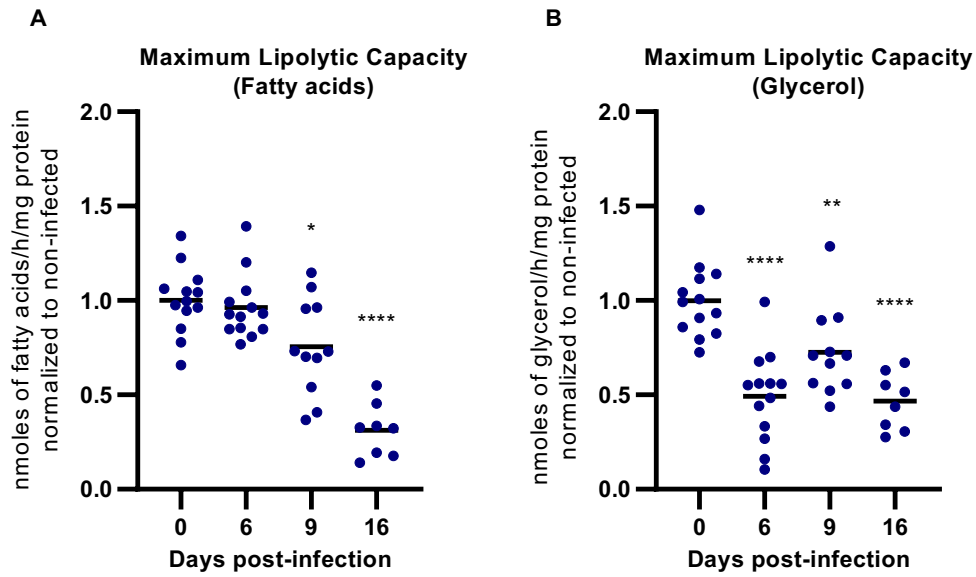 A
Maximum Lipolytic Capacity
(Fatty acids)
nmoles of fatty acids/h/mg protein
normalized to non-infected
2.0
1.5
1.0
0.5
0.0
*
****
0 6 9 16
Days post-infection
B
Maximum Lipolytic Capacity
(Glycerol)
nmoles of glycerol/h/mg protein
normalized to non-infected
2.0
1.5
1.0
0.5
0.0
****
**
****
0 6 9 16
Days post-infection